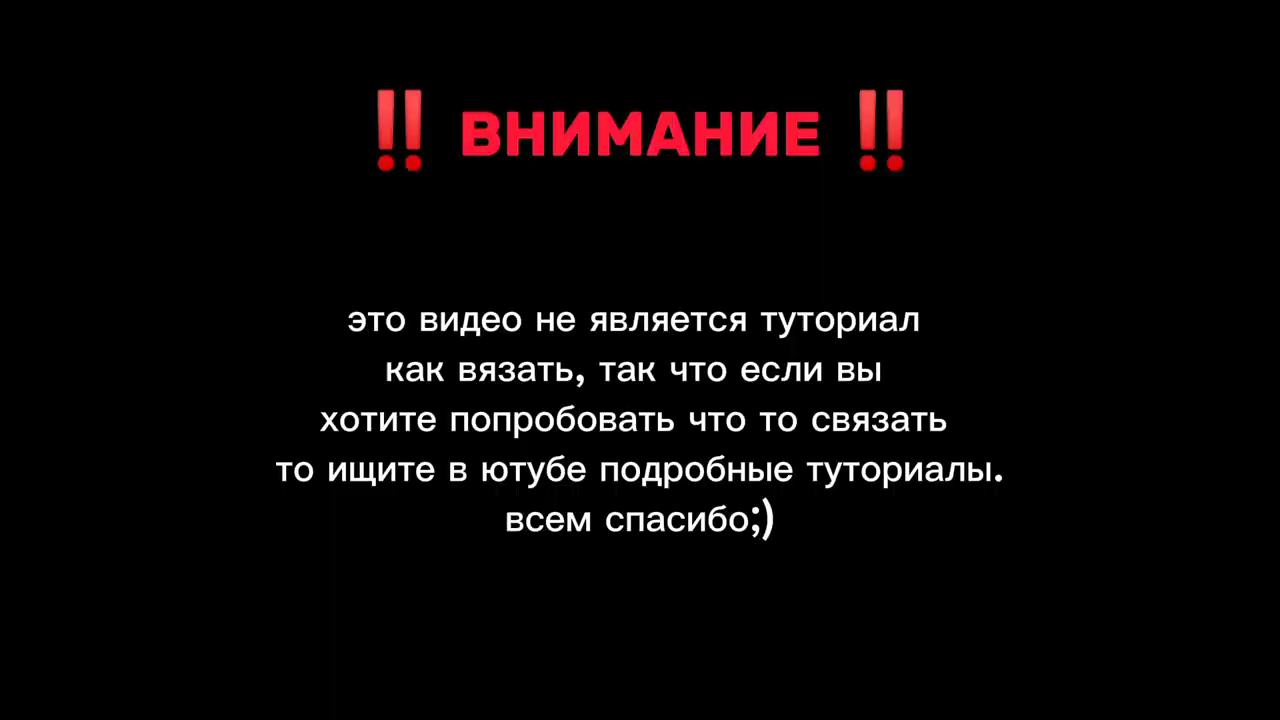 ‼ ВНИМАНИЕ ‼
это видео не является туториал
как вязать, так что если вы
хотите попробовать что то связать
то ищите в ютубе подробные туториалы.
всем спасибо;)